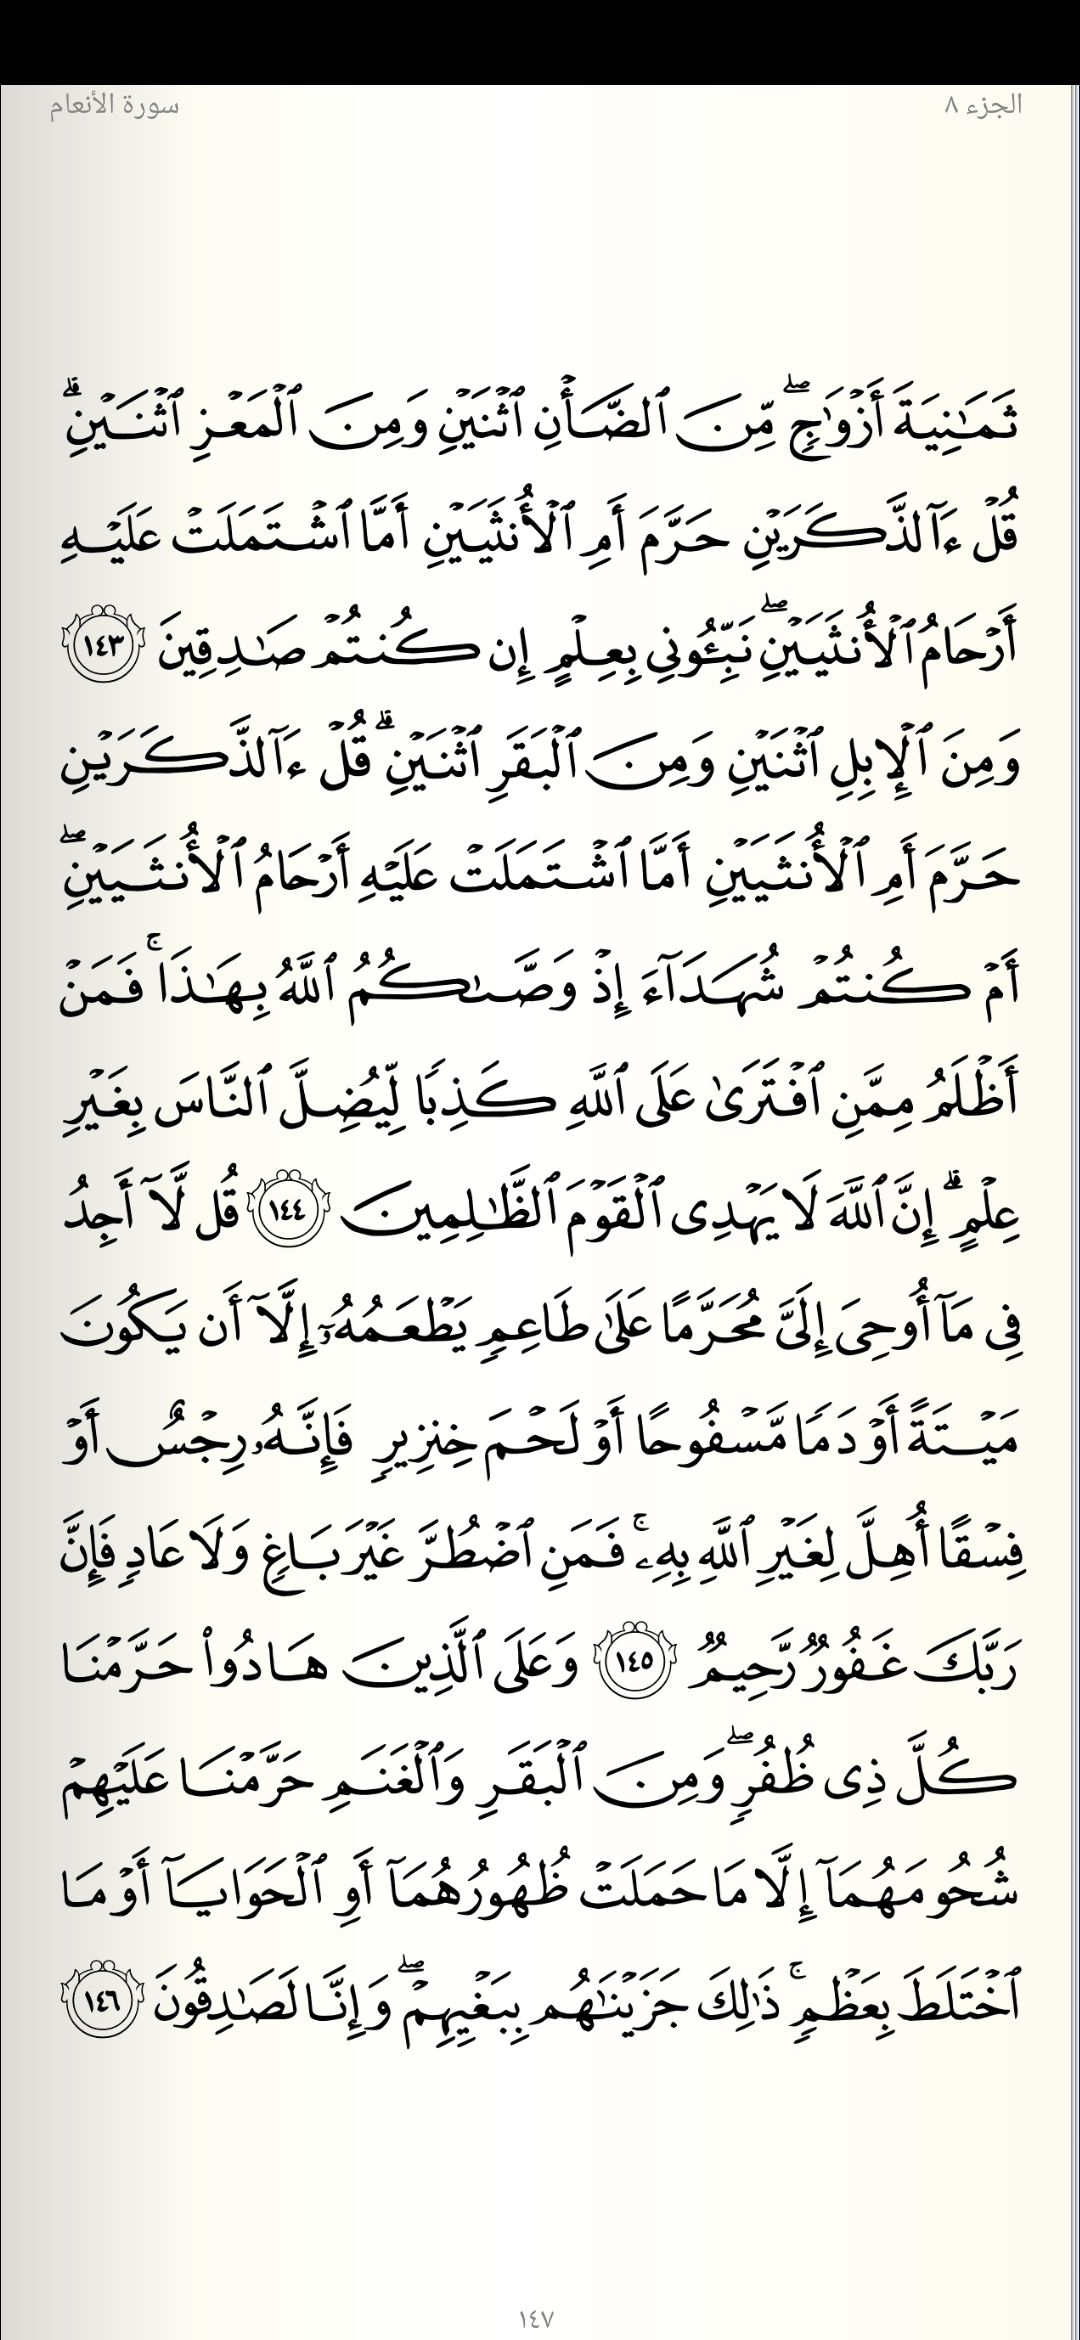 الجزء ٨
سورة الأنعام
ثَمَٰنِيَةَ أَزۡوَٰجٖۖ مِّنَ ٱلضَّأۡنِ ٱثۡنَيۡنِ وَمِنَ ٱلۡمَعۡزِ ٱثۡنَيۡنِۗ
قُلۡ ءَآلذَّكَرَيۡنِ حَرَّمَ أَمِ ٱلۡأُنثَيَيۡنِ أَمَّا ٱشۡتَمَلَتۡ عَلَيۡهِ
أَرۡحَامُ ٱلۡأُنثَيَيۡنِۖ نَبِّـُٔونِي بِعِلۡمٍ إِن كُنتُمۡ صَٰدِقِينَ ١٤٣
وَمِنَ ٱلۡإِبِلِ ٱثۡنَيۡنِ وَمِنَ ٱلۡبَقَرِ ٱثۡنَيۡنِۗ قُلۡ ءَآلذَّكَرَيۡنِ
حَرَّمَ أَمِ ٱلۡأُنثَيَيۡنِ أَمَّا ٱشۡتَمَلَتۡ عَلَيۡهِ أَرۡحَامُ ٱلۡأُنثَيَيۡنِۖ
أَمۡ كُنتُمۡ شُهَدَآءَ إِذۡ وَصَّىٰكُمُ ٱللَّهُ بِهَٰذَاۚ فَمَنۡ
أَظۡلَمُ مِمَّنِ ٱفۡتَرَىٰ عَلَى ٱللَّهِ كَذِبٗا لِّيُضِلَّ ٱلنَّاسَ بِغَيۡرِ
عِلۡمٍۚ إِنَّ ٱللَّهَ لَا يَهۡدِي ٱلۡقَوۡمَ ٱلظَّٰلِمِينَ ١٤٤ قُل لَّآ أَجِدُ
فِي مَآ أُوحِيَ إِلَيَّ مُحَرَّمًا عَلَىٰ طَاعِمٖ يَطۡعَمُهُۥٓ إِلَّآ أَن يَكُونَ
مَيۡتَةً أَوۡ دَمٗا مَّسۡفُوحًا أَوۡ لَحۡمَ خِنزِيرٖ فَإِنَّهُۥ رِجۡسٌ أَوۡ
فِسۡقًا أُهِلَّ لِغَيۡرِ ٱللَّهِ بِهِۦۚ فَمَنِ ٱضۡطُرَّ غَيۡرَ بَاغٖ وَلَا عَادٖ فَإِنَّ
رَبَّكَ غَفُورٞ رَّحِيمٞ ١٤٥ وَعَلَى ٱلَّذِينَ هَادُواْ حَرَّمۡنَا
كُلَّ ذِي ظُفُرٖۖ وَمِنَ ٱلۡبَقَرِ وَٱلۡغَنَمِ حَرَّمۡنَا عَلَيۡهِمۡ
شُحُومَهُمَآ إِلَّا مَا حَمَلَتۡ ظُهُورُهُمَآ أَوِ ٱلۡحَوَايَآ أَوۡ مَا
ٱخۡتَلَطَ بِعَظۡمٖۚ ذَٰلِكَ جَزَيۡنَٰهُم بِبَغۡيِهِمۡۖ وَإِنَّا لَصَٰدِقُونَ ١٤٦
١٤٧